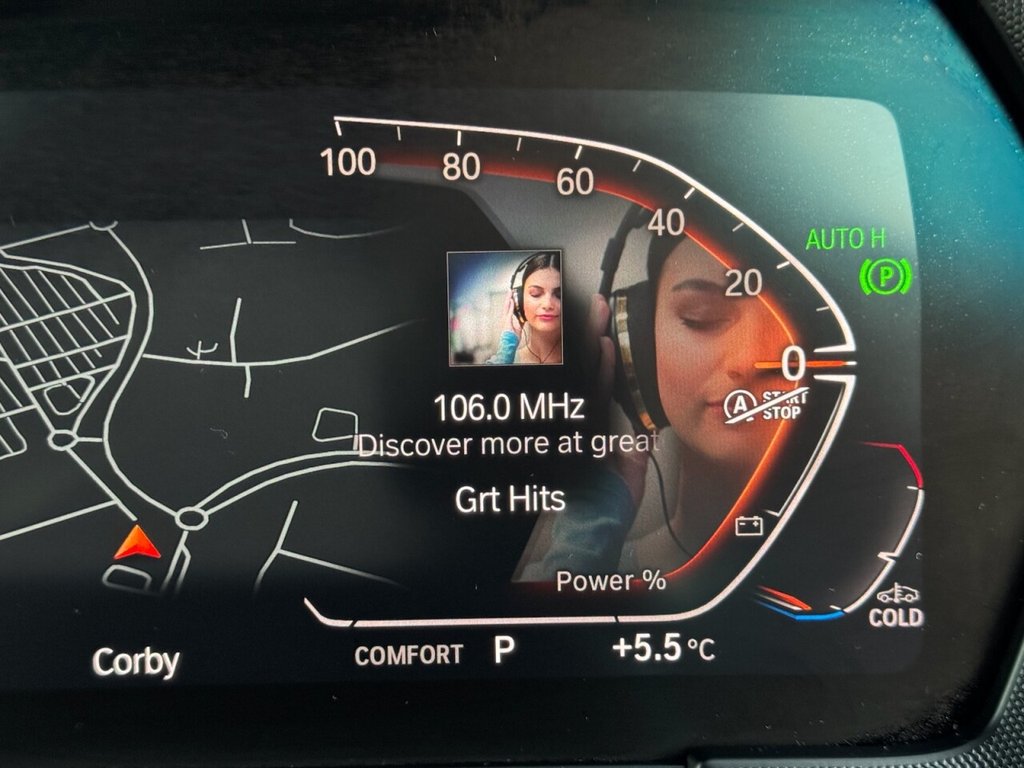 100
80
60
40
20
0
AUTO H
P
A START
STOP
106.0 MHz
Discover more at great
Grt Hits
Power %
COLD
Corby
COMFORT P +5.5 °C